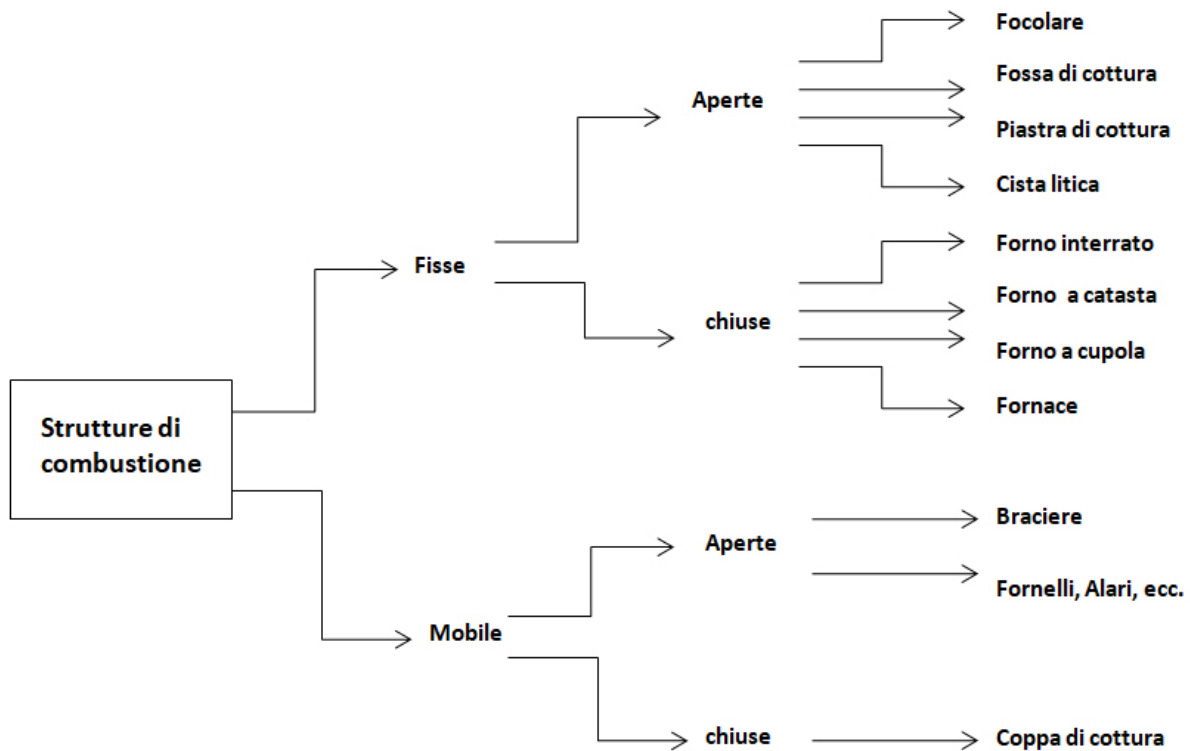 Focolare
Fossa di cottura
Aperte
Piastra di cottura
Cista litica
Forno interrato
Fisse
Forno a catasta
chiuse
Forno a cupola
Fornace
Strutture di
combustione
Braciere
Aperte
Fornelli, Alari, ecc.
Mobile
chiuse
Coppa di cottura